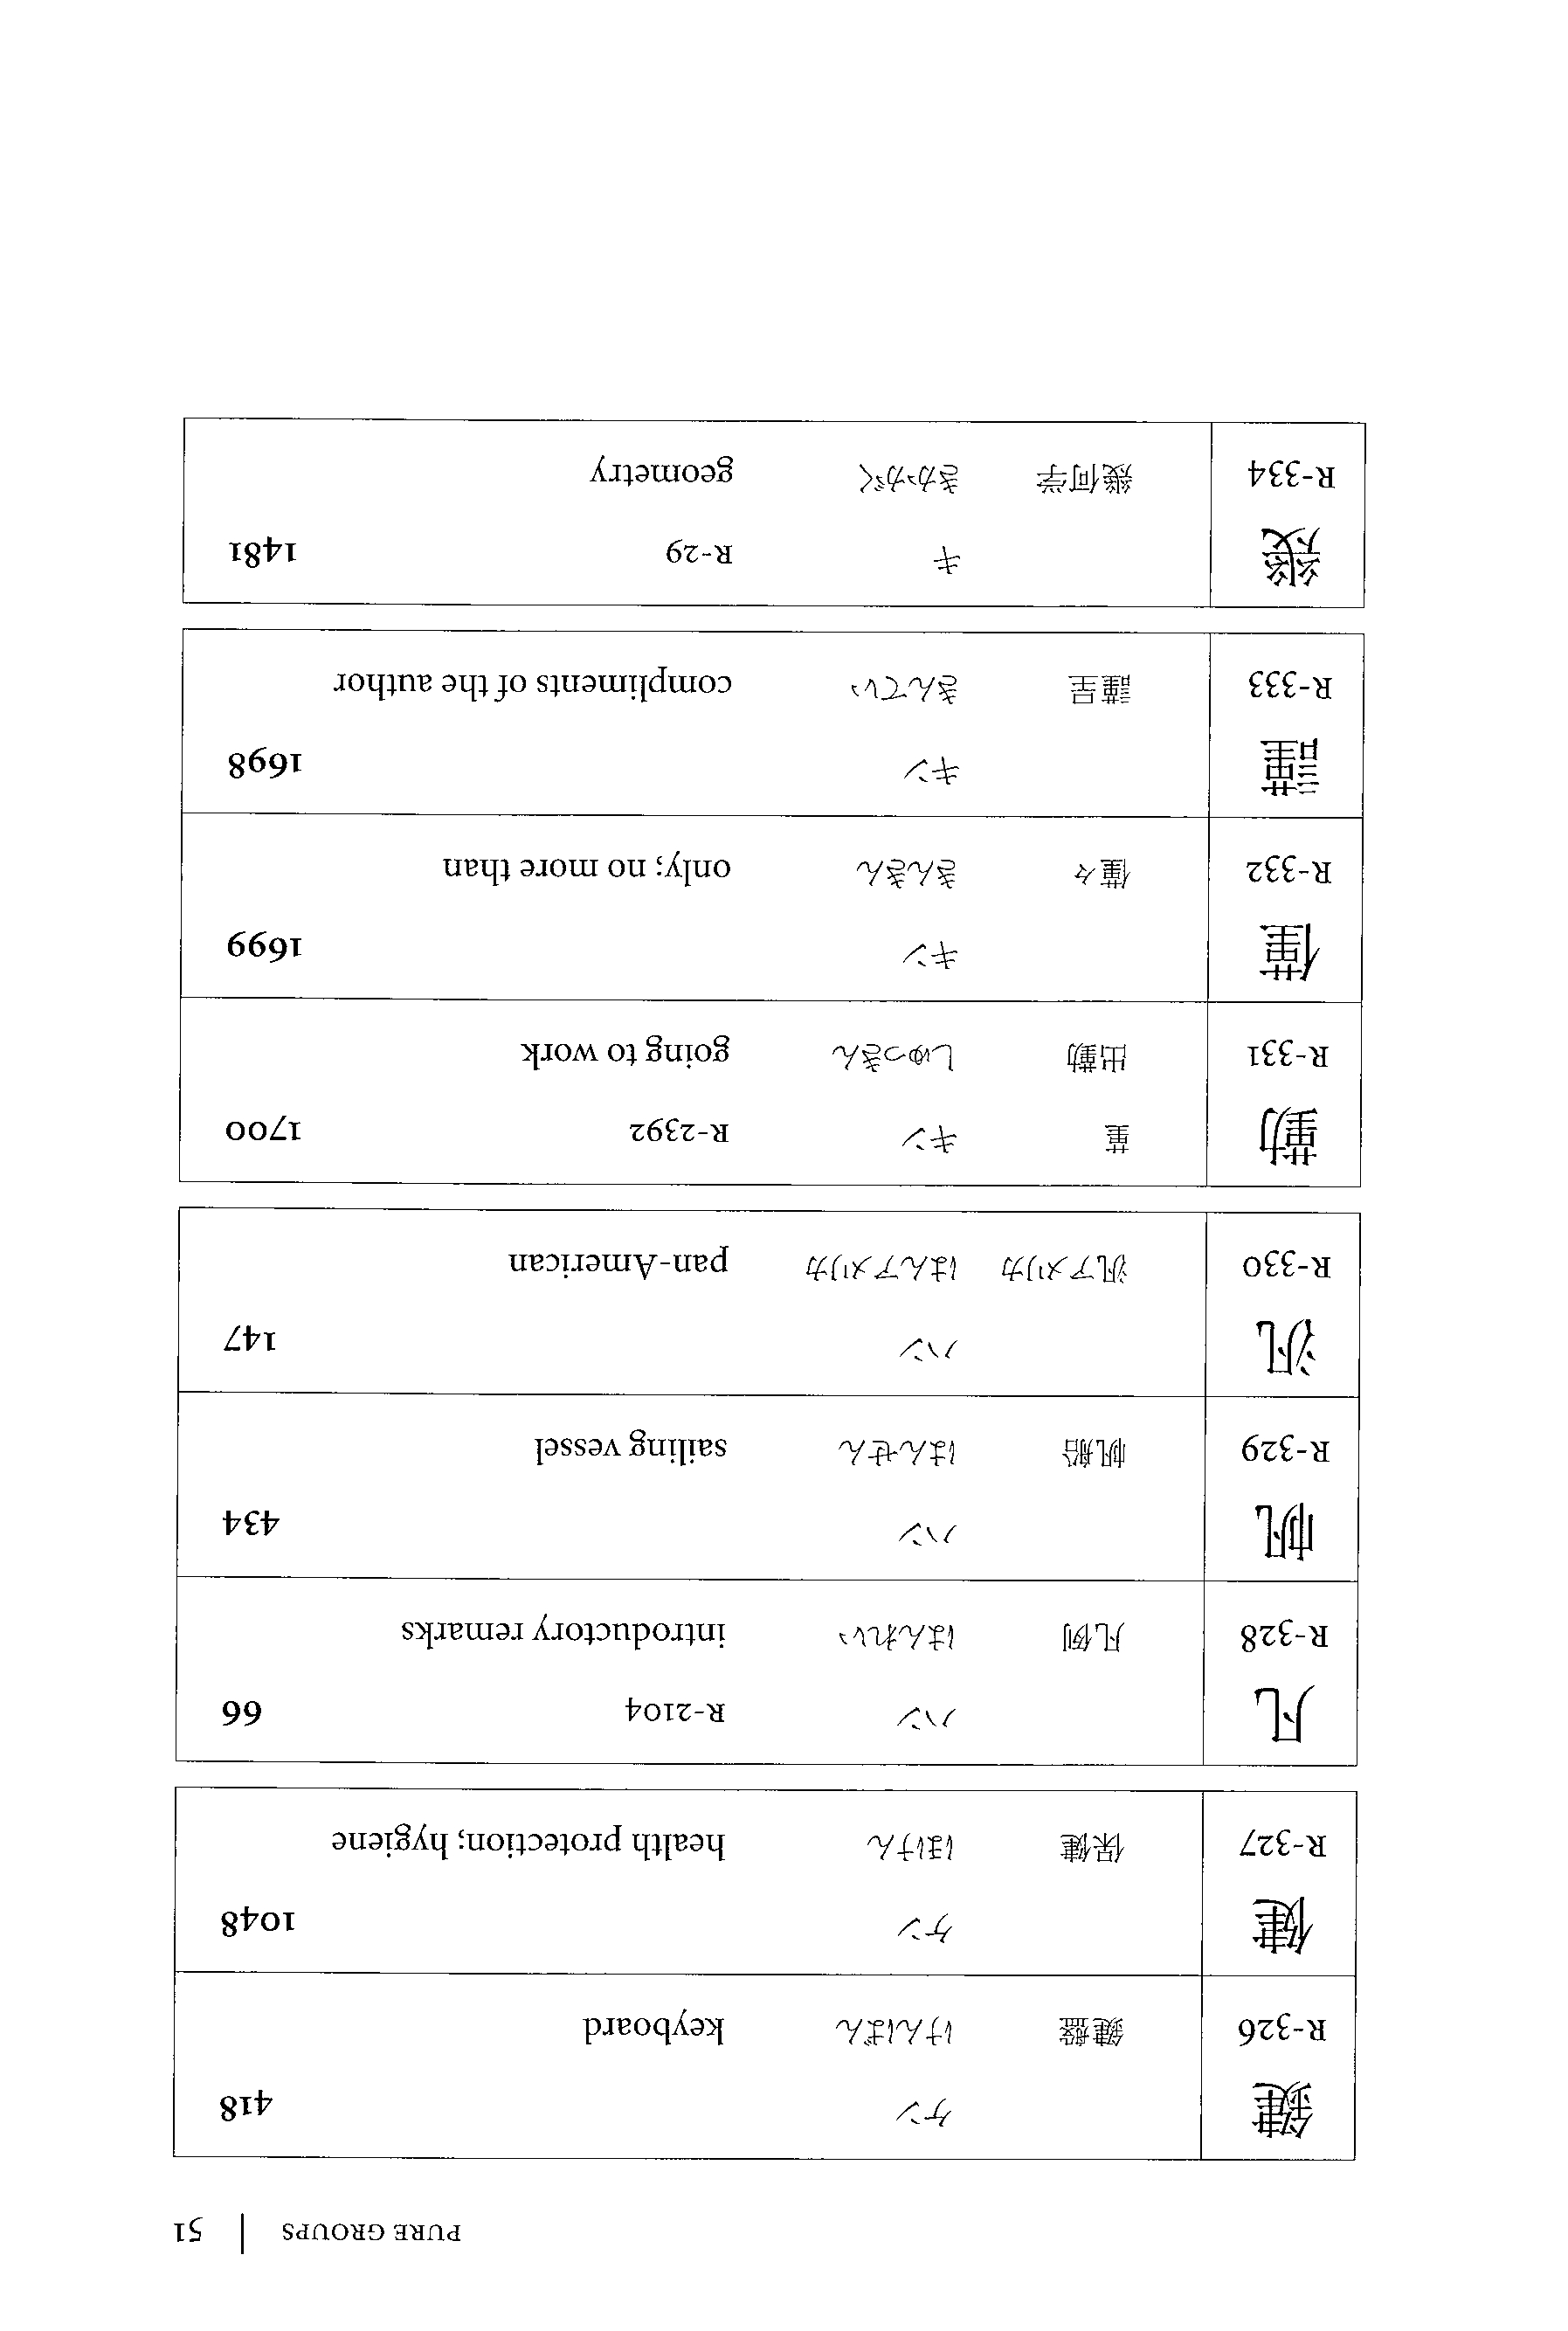 PURE GROUPS | 51
鍵 ケン 418
R-326 鍵盤 けんばん keyboard
健 ケン 1048
R-327 保健 ほけん health protection; hygiene
凡 ハン R-2104 66
R-328 凡例 はんれい introductory remarks
帆 ハン 434
R-329 帆船 はんせん sailing vessel
汎 ハン 147
R-330 汎アメリカ はんアメリカ pan-American
勤 菫 キン R-2392 1700
R-331 出勤 しゅっきん going to work
僅 キン 1699
R-332 僅々 きんきん only; no more than
謹 キン 1698
R-333 謹呈 きんてい compliments of the author
幾 キ R-29 1481
R-334 幾何学 きかがく geometry